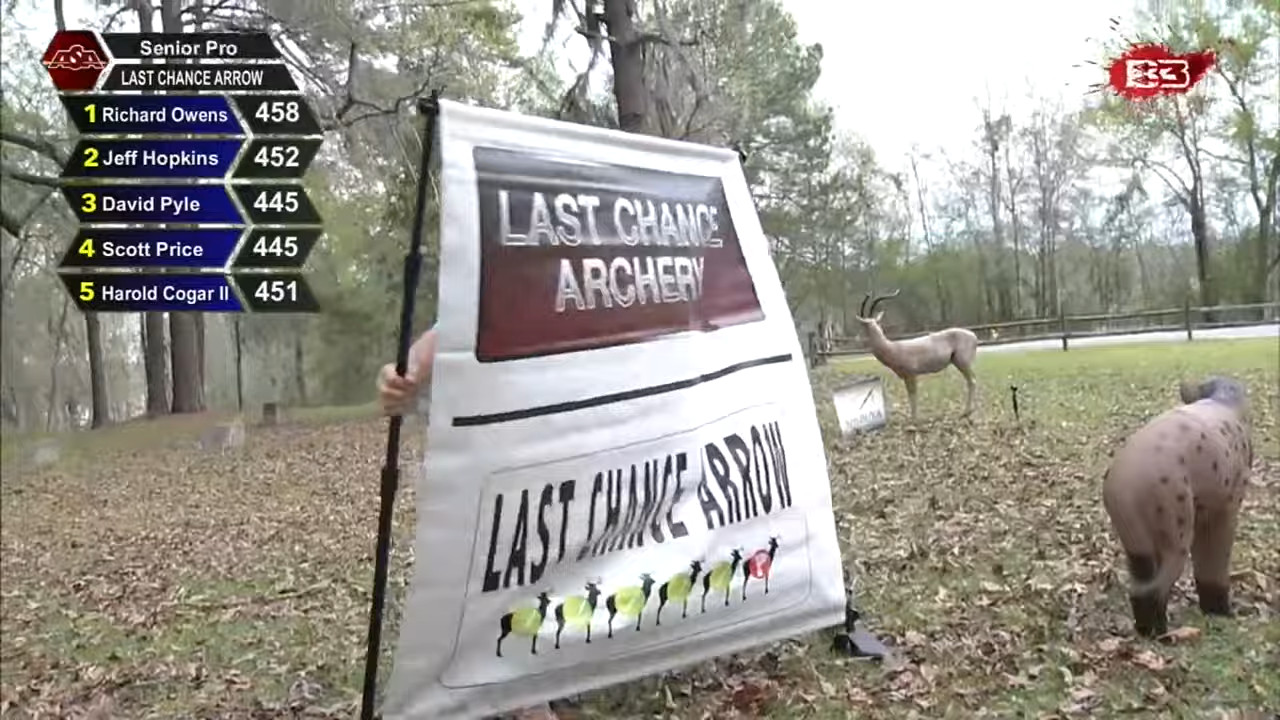 ASA
Senior Pro
LAST CHANCE ARROW
1 Richard Owens 458
2 Jeff Hopkins 452
3 David Pyle 445
4 Scott Price 445
5 Harold Cogar II 451
B3
LAST CHANCE
ARCHERY
LAST CHANCE ARROW